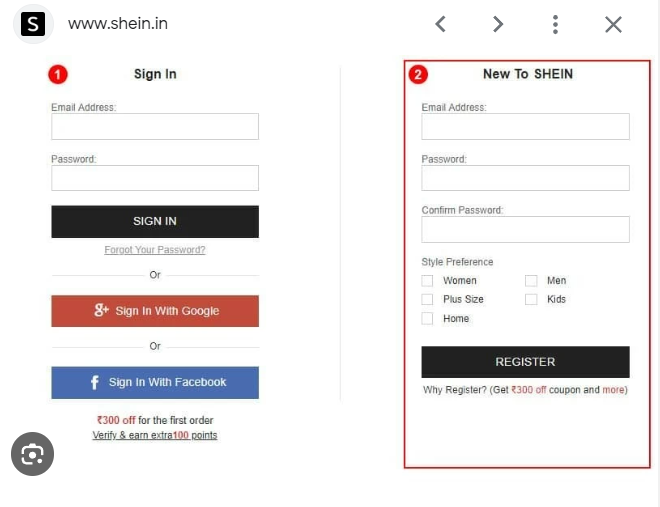 S www.shein.in
1 Sign In
Email Address:
Password:
SIGN IN
Forgot Your Password?
Or
8+ Sign In With Google
Or
f Sign In With Facebook
₹300 off for the first order
Verify & earn extra100 points
2 New To SHEIN
Email Address:
Password:
Confirm Password:
Style Preference
Women Men
Plus Size Kids
Home
REGISTER
Why Register? (Get ₹300 off coupon and more)